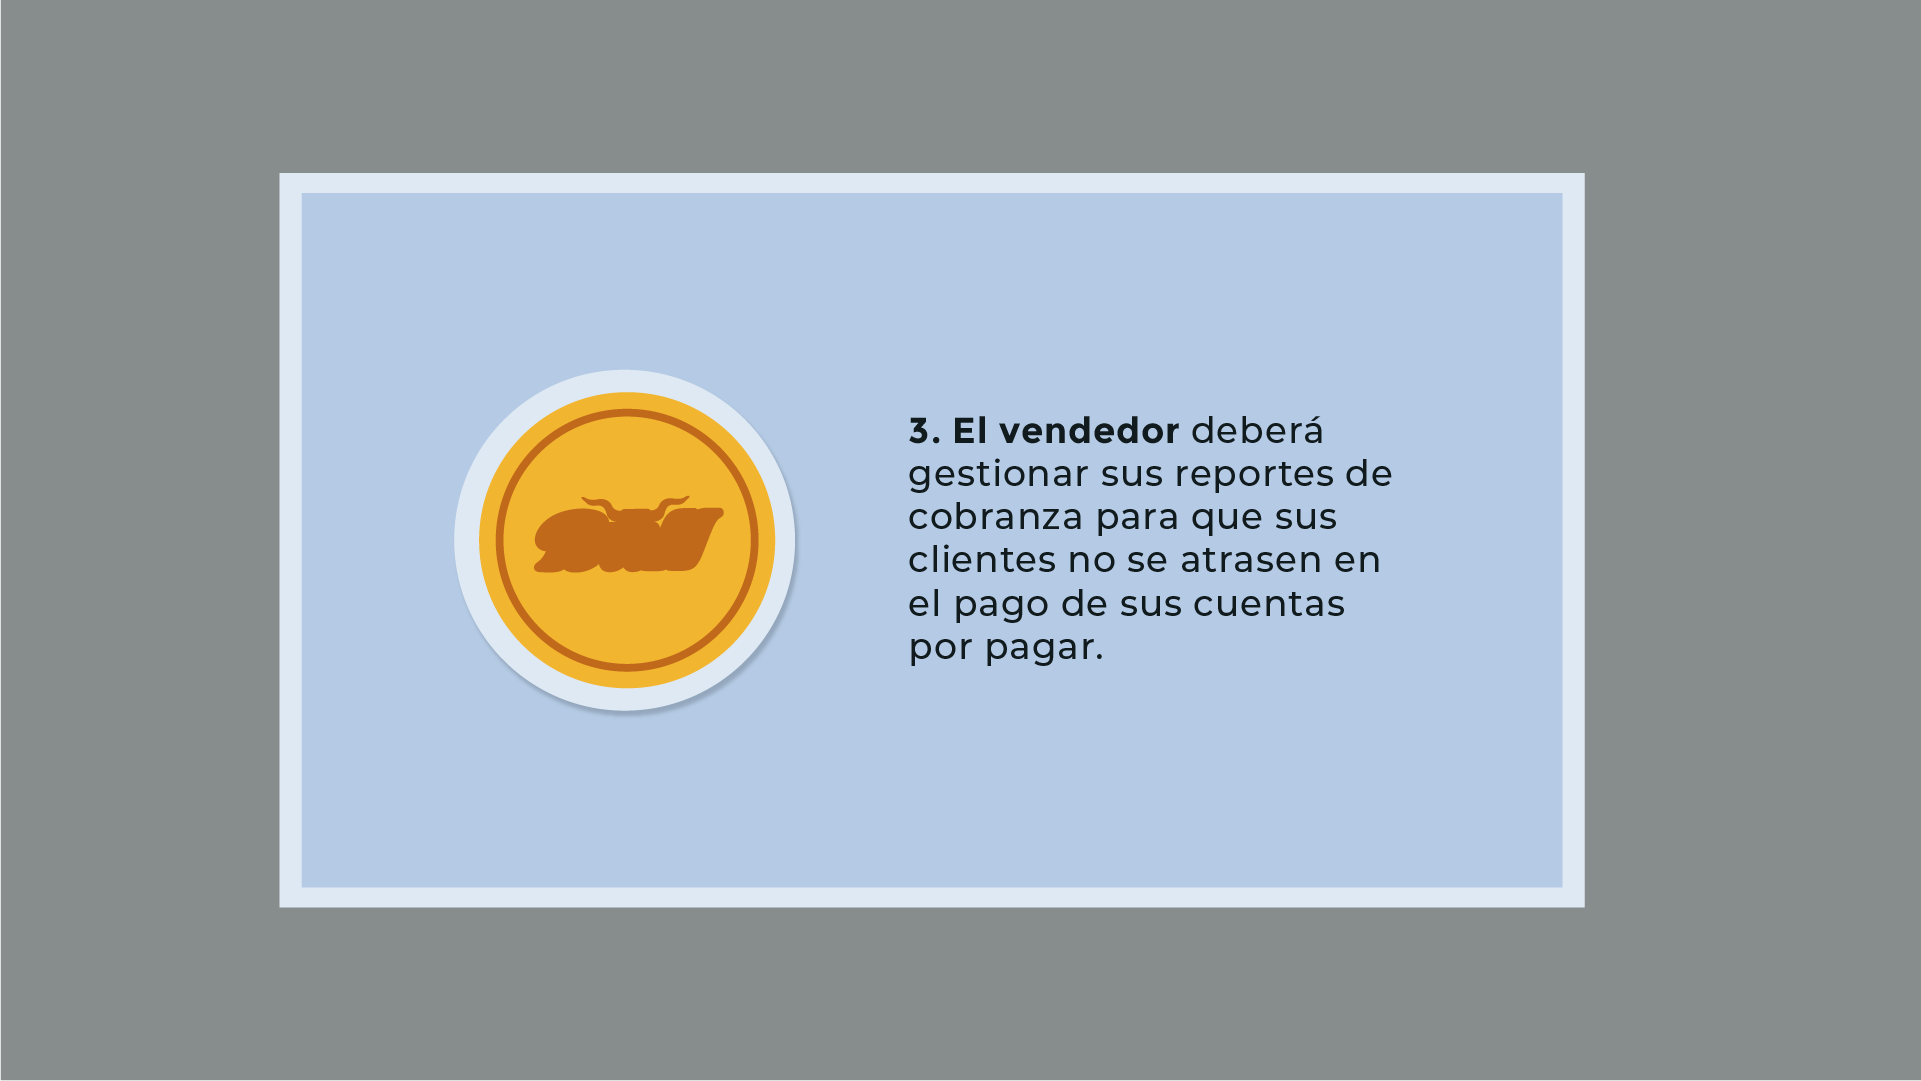 3. El vendedor deberá
gestionar sus reportes de
cobranza para que sus
clientes no se atrasen en
el pago de sus cuentas
por pagar.